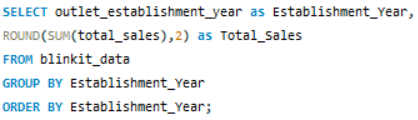 SELECT outlet_establishment_year as Establishment_Year,
ROUND(SUM(total_sales),2) as Total_Sales
FROM blinkit_data
GROUP BY Establishment_Year
ORDER BY Establishment_Year;